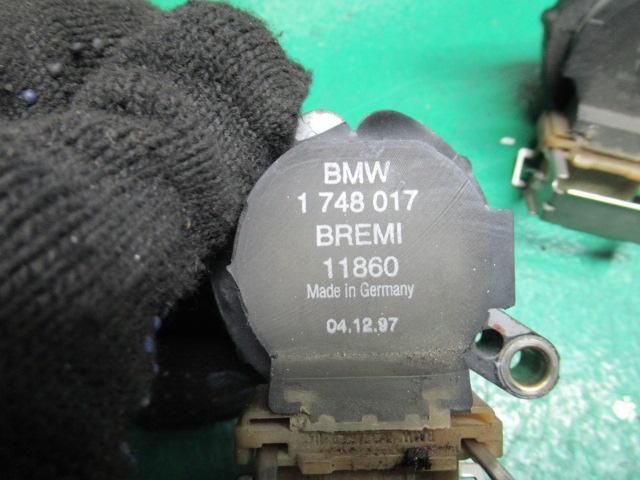 BMW
1 748 017
BREMI
11860
Made in Germany
04.12.97